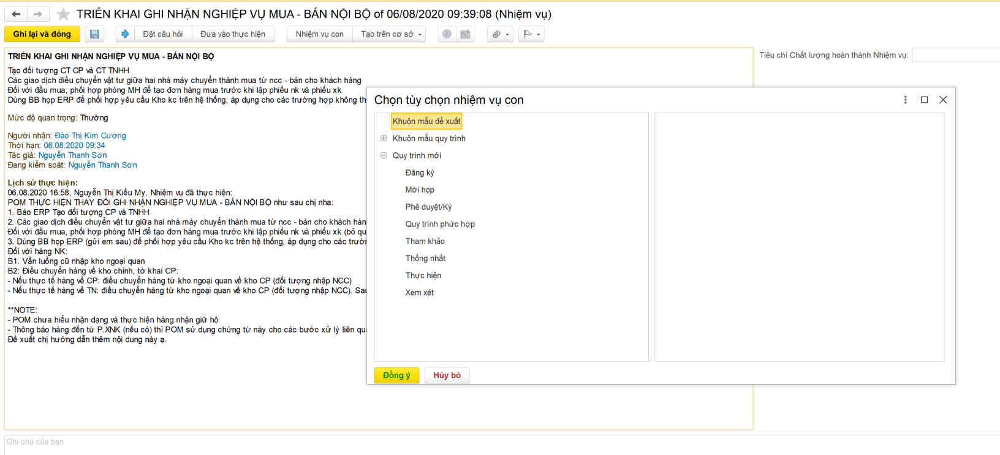 TRIỂN KHAI GHI NHẬN NGHIỆP VỤ MUA - BÁN NỘI BỘ of 06/08/2020 09:39:08 (Nhiệm vụ)
Ghi lại và đóng
Đặt câu hỏi
Đưa vào thực hiện
Nhiệm vụ con
Tạo trên cơ sở
TRIỂN KHAI GHI NHẬN NGHIỆP VỤ MUA - BÁN NỘI BỘ
Tạo đối tượng CT CP và CT TNHH
Các giao dịch điều chuyển vật tư giữa hai nhà máy chuyển thành mua từ ncc - bán cho khách hàng
Đối với đầu mua, phối hợp phòng MH để tạo đơn hàng mua trước khi lập phiếu nk và phiếu xk
Dùng BB họp ERP để phối hợp yêu cầu Kho kc trên hệ thống, áp dụng cho các trường hợp không th
Mức độ quan trọng: Thường
Người nhận: Đào Thị Kim Cương
Thời hạn: 06.08.2020 09:34
Tác giả: Nguyễn Thanh Sơn
Đang kiểm soát: Nguyễn Thanh Sơn
Lịch sử thực hiện:
06.08.2020 16:58, Nguyễn Thị Kiều My. Nhiệm vụ đã thực hiện:
POM THỰC HIỆN THAY ĐỔI GHI NHẬN NGHIỆP VỤ MUA - BÁN NỘI BỘ như sau chị nha:
1. Báo ERP Tạo đối tượng CP và TNHH
2. Các giao dịch điều chuyển vật tư giữa hai nhà máy chuyển thành mua từ ncc - bán cho khách hàn
Đối với đầu mua, phối hợp phòng MH để tạo đơn hàng mua trước khi lập phiếu nk và phiếu xk (bỏ qu
3. Dùng BB họp ERP (gửi em sau) để phối hợp yêu cầu Kho kc trên hệ thống, áp dụng cho các trườn
Đối với hàng NK:
B1. Vẫn luồng cũ nhập kho ngoại quan
B2: Điều chuyển hàng về kho chính, tờ khai CP:
- Nếu thực tế hàng về CP: điều chuyển hàng từ kho ngoại quan về kho CP (đối tượng nhập NCC)
- Nếu thực tế hàng về TN: điều chuyển hàng từ kho ngoại quan về kho CP (đối tượng nhập NCC). Sau
**NOTE:
- POM chưa hiểu nhận dạng và thực hiện hàng nhận giữ hộ
- Thông báo hàng đến từ P.XNK (nếu có) thì POM sử dụng chứng từ này cho các bước xử lý liên qua
Đề xuất chị hướng dẫn thêm nội dung này ạ.
Tiêu chí Chất lượng hoàn thành Nhiệm vụ:
Chọn tùy chọn nhiệm vụ con
Khuôn mẫu đề xuất
Khuôn mẫu quy trình
Quy trình mới
Đăng ký
Mời họp
Phê duyệt/Ký
Quy trình phức hợp
Tham khảo
Thống nhất
Thực hiện
Xem xét
Đồng ý
Hủy bỏ
Ghi chú của bạn